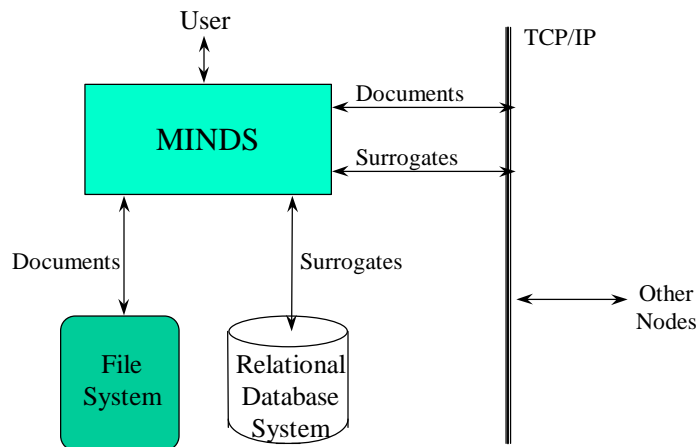 User
TCP/IP
Documents
MINDS
Surrogates
Documents
Surrogates
Other
Nodes
File
System
Relational
Database
System